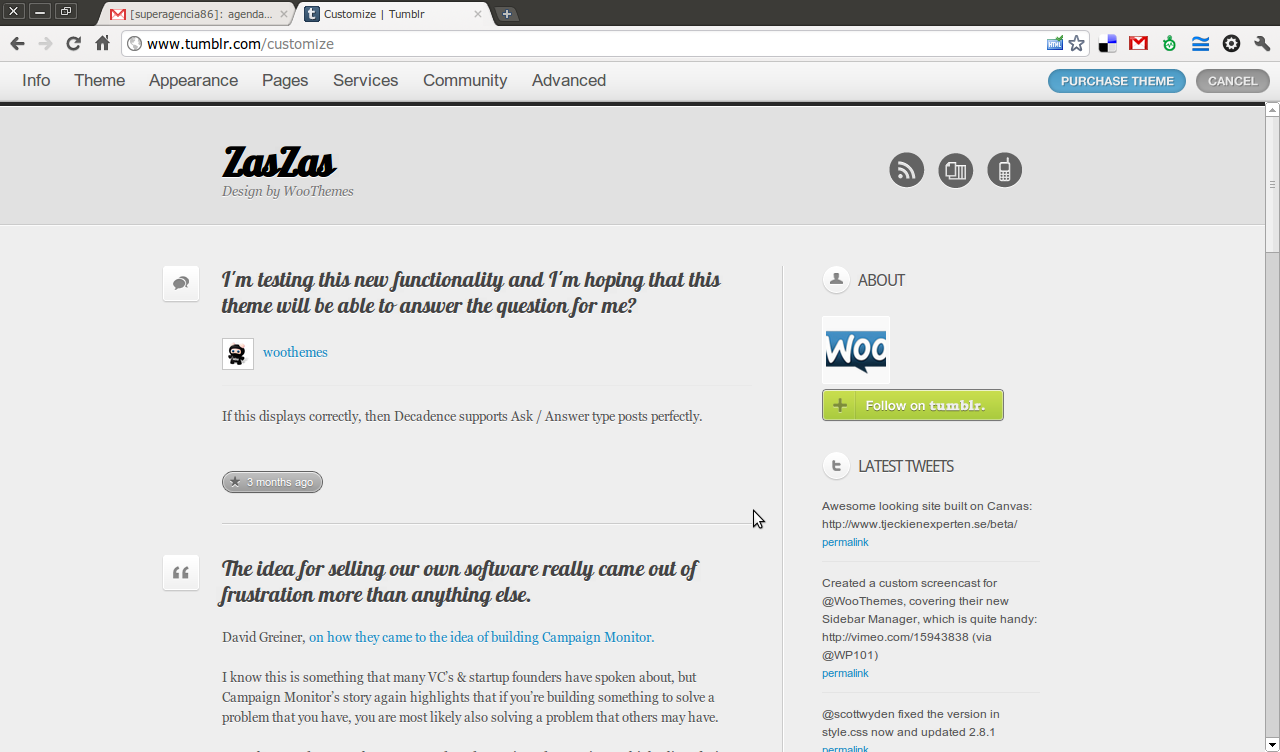 [superagencia86]: agenda...
Customize | Tumblr
www.tumblr.com/customize
Info Theme Appearance Pages Services Community Advanced PURCHASE THEME CANCEL
ZasZas
Design by WooThemes
I'm testing this new functionality and I'm hoping that this
theme will be able to answer the question for me?
woothemes
If this displays correctly, then Decadence supports Ask / Answer type posts perfectly.
3 months ago
The idea for selling our own software really came out of
frustration more than anything else.
David Greiner, on how they came to the idea of building Campaign Monitor.
I know this is something that many VC's & startup founders have spoken about, but
Campaign Monitor's story again highlights that if you're building something to solve a
problem that you have, you are most likely also solving a problem that others may have.
ABOUT
WOO
Follow on tumblr.
LATEST TWEETS
Awesome looking site built on Canvas:
http://www.tjeckienexperten.se/beta/
permalink
Created a custom screencast for
@WooThemes, covering their new
Sidebar Manager, which is quite handy:
http://vimeo.com/15943838 (via
@WP101)
permalink
@scottwyden fixed the version in
style.css now and updated 2.8.1
permalink